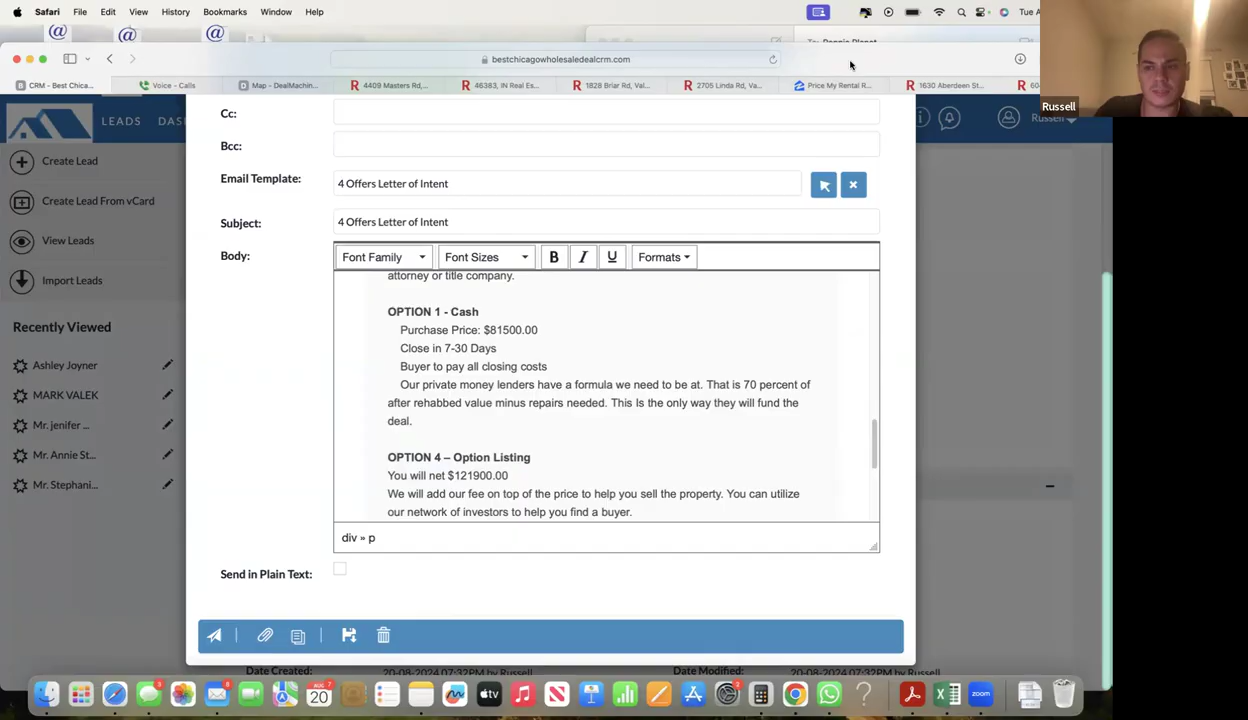 Safari File Edit View History Bookmarks Window Help
Tue A
bestchicagowholesaledealcrm.com
CRM - Best Chica...
Voice - Calls
Map - DealMachin...
4409 Masters Rd,...
46383, IN Real Es...
1828 Briar Rd, Val...
2705 Linda Rd, Va...
Price My Rental R...
1630 Aberdeen St...
Russell
LEADS
Russell
Create Lead
Create Lead From vCard
View Leads
Import Leads
Recently Viewed
Ashley Joyner
MARK VALEK
Mr. jenifer ...
Mr. Annie St...
Mr. Stephani...
Cc:
Bcc:
Email Template:
4 Offers Letter of Intent
Subject:
4 Offers Letter of Intent
Body:
Font Family Font Sizes B I U Formats
attorney or title company.
OPTION 1 - Cash
Purchase Price: $81500.00
Close in 7-30 Days
Buyer to pay all closing costs
Our private money lenders have a formula we need to be at. That is 70 percent of
after rehabbed value minus repairs needed. This Is the only way they will fund the
deal.
OPTION 4 – Option Listing
You will net $121900.00
We will add our fee on top of the price to help you sell the property. You can utilize
our network of investors to help you find a buyer.
div » p
Send in Plain Text:
Date Created:
20-08-2024 07:32PM by Russell
Date Modified:
20-08-2024 07:32PM by Russell
AUG
20
zoom